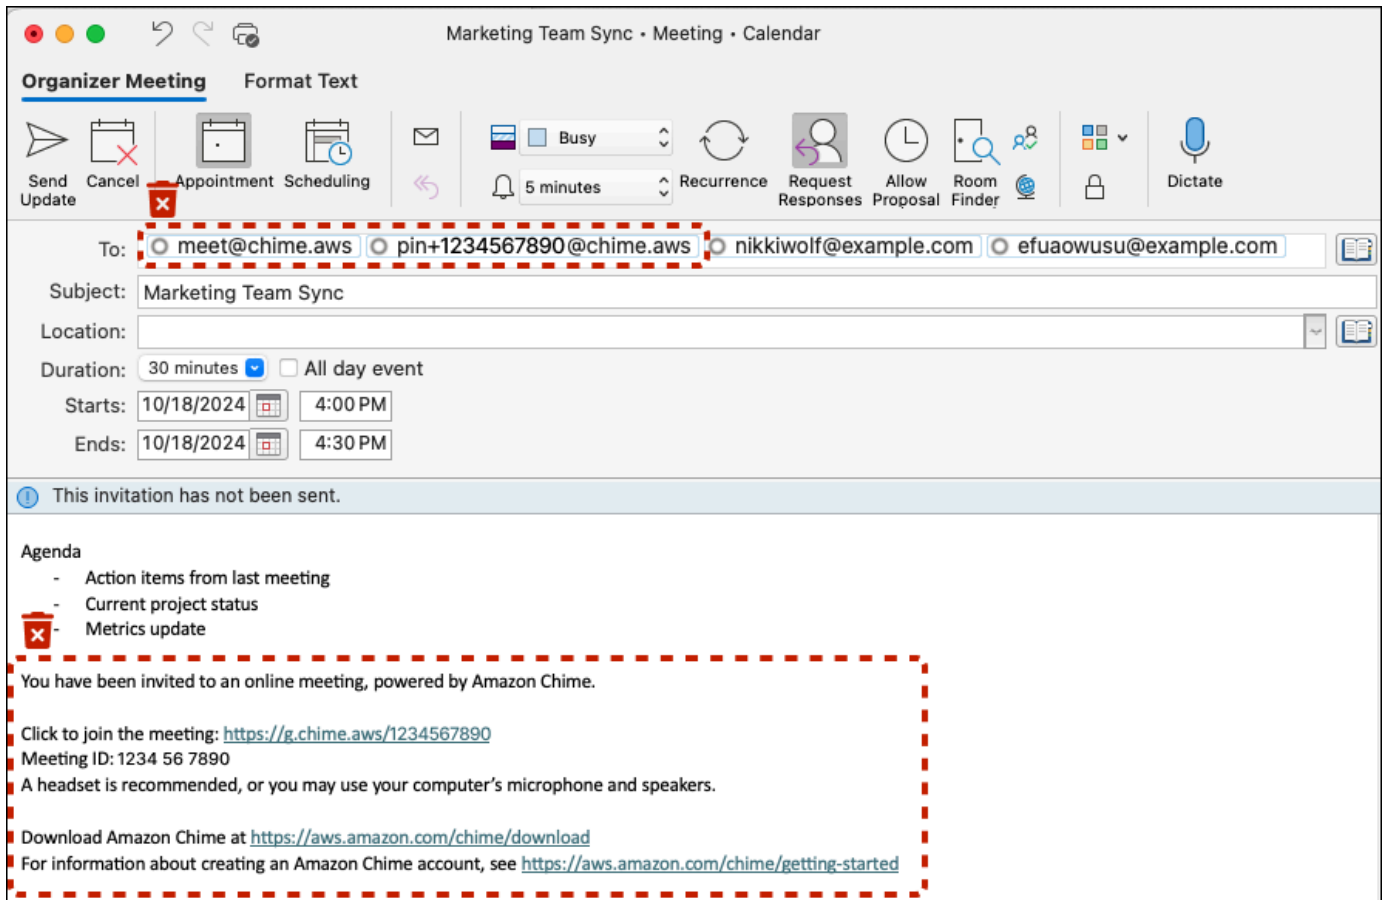 Marketing Team Sync • Meeting • Calendar
Organizer Meeting Format Text
Send Update Cancel Appointment Scheduling Busy 5 minutes Recurrence Request Responses Allow Proposal Room Finder Dictate
To: meet@chime.aws pin+1234567890@chime.aws nikkiwolf@example.com efuaowusu@example.com
Subject: Marketing Team Sync
Location:
Duration: 30 minutes All day event
Starts: 10/18/2024 4:00 PM
Ends: 10/18/2024 4:30 PM
This invitation has not been sent.
Agenda
- Action items from last meeting
- Current project status
- Metrics update
You have been invited to an online meeting, powered by Amazon Chime.
Click to join the meeting: https://g.chime.aws/1234567890
Meeting ID: 1234 56 7890
A headset is recommended, or you may use your computer’s microphone and speakers.
Download Amazon Chime at https://aws.amazon.com/chime/download
For information about creating an Amazon Chime account, see https://aws.amazon.com/chime/getting-started